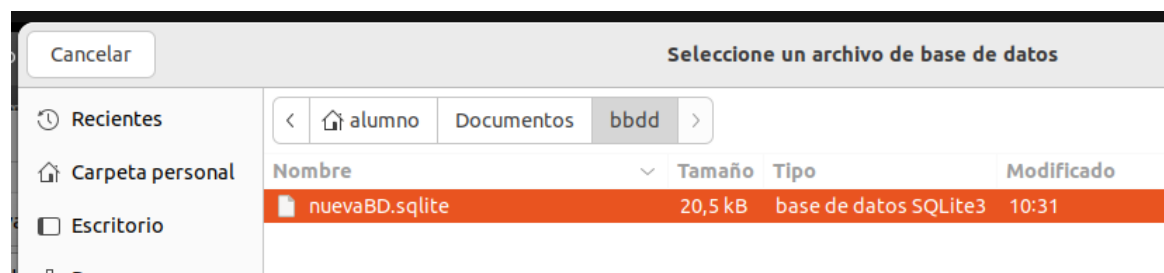 Cancelar
Seleccione un archivo de base de datos
Recientes
alumno Documentos bbdd
Carpeta personal
Nombre Tamaño Tipo Modificado
nuevaBD.sqlite 20,5 kB base de datos SQLite3 10:31
Escritorio